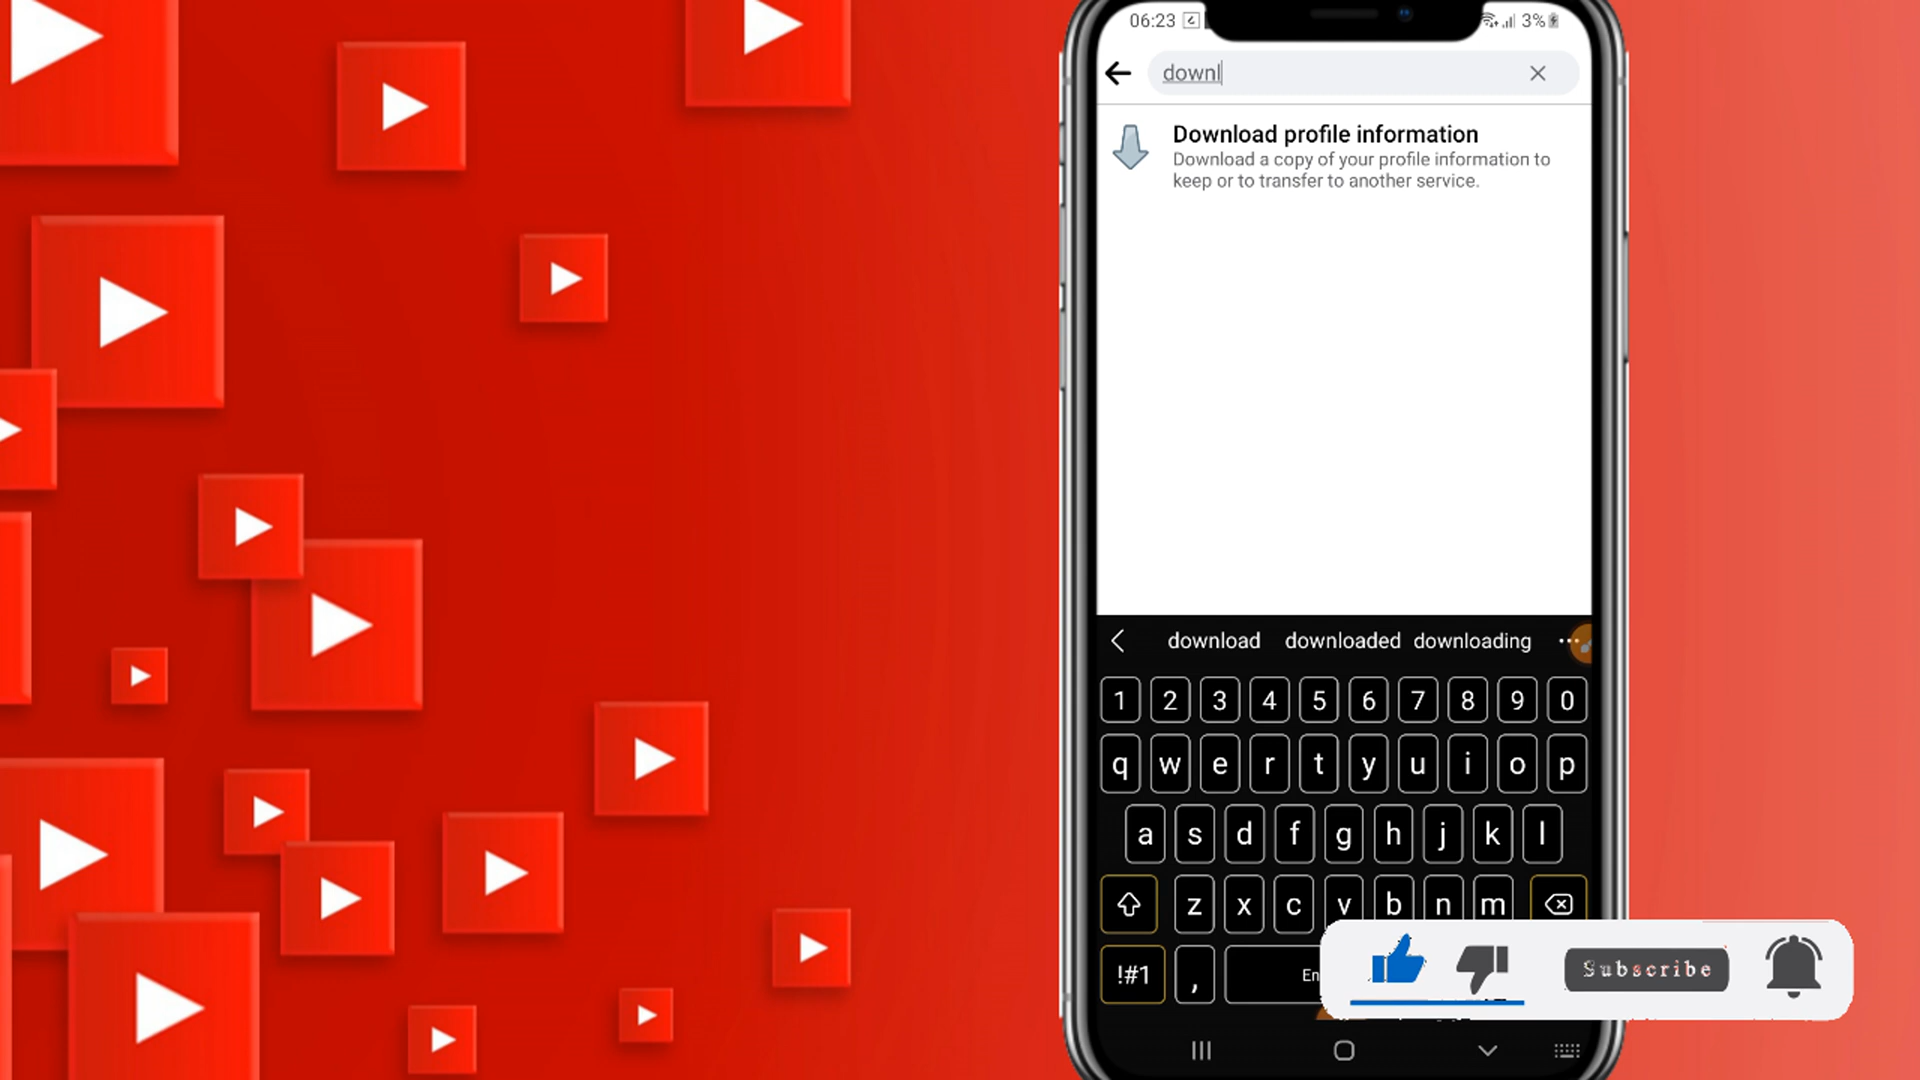 06:23
3%
downl
Download profile information
Download a copy of your profile information to
keep or to transfer to another service.
download downloaded downloading
1 2 3 4 5 6 7 8 9 0
q w e r t y u i o p
a s d f g h j k l
z x c v b n m
!#1 , En
Subscribe